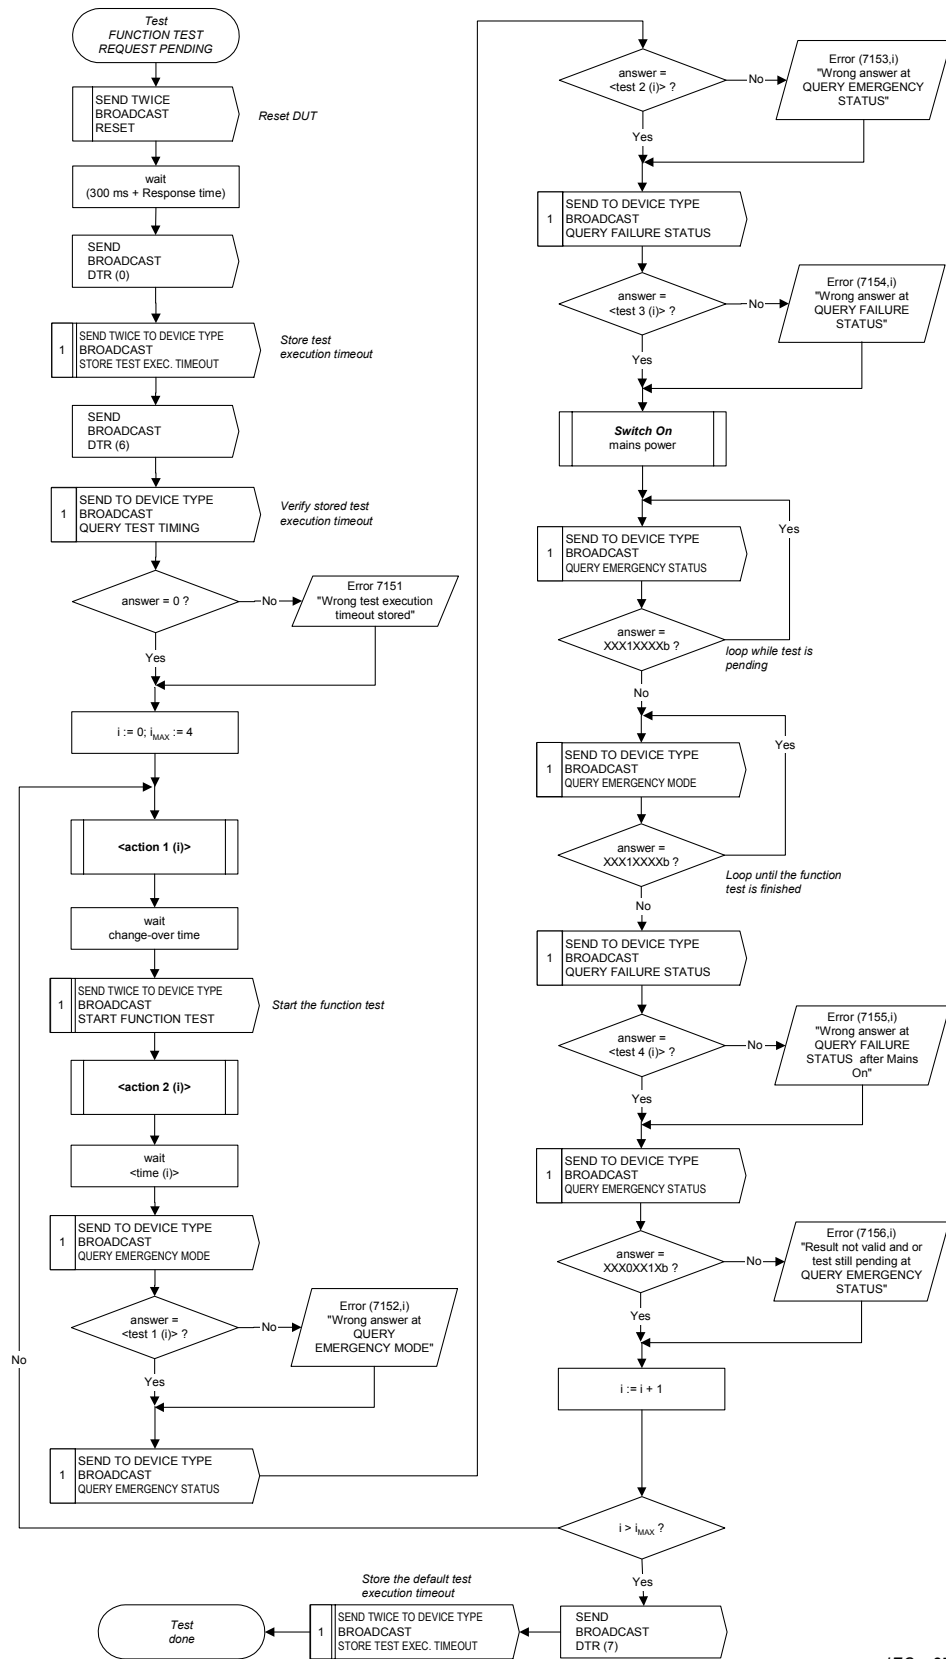 Test
FUNCTION TEST
REQUEST PENDING
SEND TWICE
BROADCAST
RESET
Reset DUT
wait
(300 ms + Response time)
SEND
BROADCAST
DTR (0)
1
SEND TWICE TO DEVICE TYPE
BROADCAST
STORE TEST EXEC. TIMEOUT
Store test
execution timeout
SEND
BROADCAST
DTR (6)
1
SEND TO DEVICE TYPE
BROADCAST
QUERY TEST TIMING
Verify stored test
execution timeout
answer = 0 ?
No
Error 7151
"Wrong test execution
timeout stored"
Yes
i := 0; iMAX := 4
<action 1 (i)>
wait
change-over time
1
SEND TWICE TO DEVICE TYPE
BROADCAST
START FUNCTION TEST
Start the function test
<action 2 (i)>
wait
<time (i)>
1
SEND TO DEVICE TYPE
BROADCAST
QUERY EMERGENCY MODE
answer =
<test 1 (i)> ?
No
Error (7152,i)
"Wrong answer at
QUERY
EMERGENCY MODE"
Yes
No
1
SEND TO DEVICE TYPE
BROADCAST
QUERY EMERGENCY STATUS
answer =
<test 2 (i)> ?
No
Error (7153,i)
"Wrong answer at
QUERY EMERGENCY
STATUS"
Yes
1
SEND TO DEVICE TYPE
BROADCAST
QUERY FAILURE STATUS
answer =
<test 3 (i)> ?
No
Error (7154,i)
"Wrong answer at
QUERY FAILURE
STATUS"
Yes
Switch On
mains power
Yes
1
SEND TO DEVICE TYPE
BROADCAST
QUERY EMERGENCY STATUS
answer =
XXX1XXXXb ?
loop while test is
pending
No
Yes
1
SEND TO DEVICE TYPE
BROADCAST
QUERY EMERGENCY MODE
answer =
XXX1XXXXb ?
Loop until the function
test is finished
No
1
SEND TO DEVICE TYPE
BROADCAST
QUERY FAILURE STATUS
answer =
<test 4 (i)> ?
No
Error (7155,i)
"Wrong answer at
QUERY FAILURE
STATUS after Mains
On"
Yes
1
SEND TO DEVICE TYPE
BROADCAST
QUERY EMERGENCY STATUS
answer =
XXX0XX1Xb ?
No
Error (7156,i)
"Result not valid and or
test still pending at
QUERY EMERGENCY
STATUS"
Yes
i := i + 1
i > iMAX ?
Yes
SEND
BROADCAST
DTR (7)
Store the default test
execution timeout
1
SEND TWICE TO DEVICE TYPE
BROADCAST
STORE TEST EXEC. TIMEOUT
Test
done